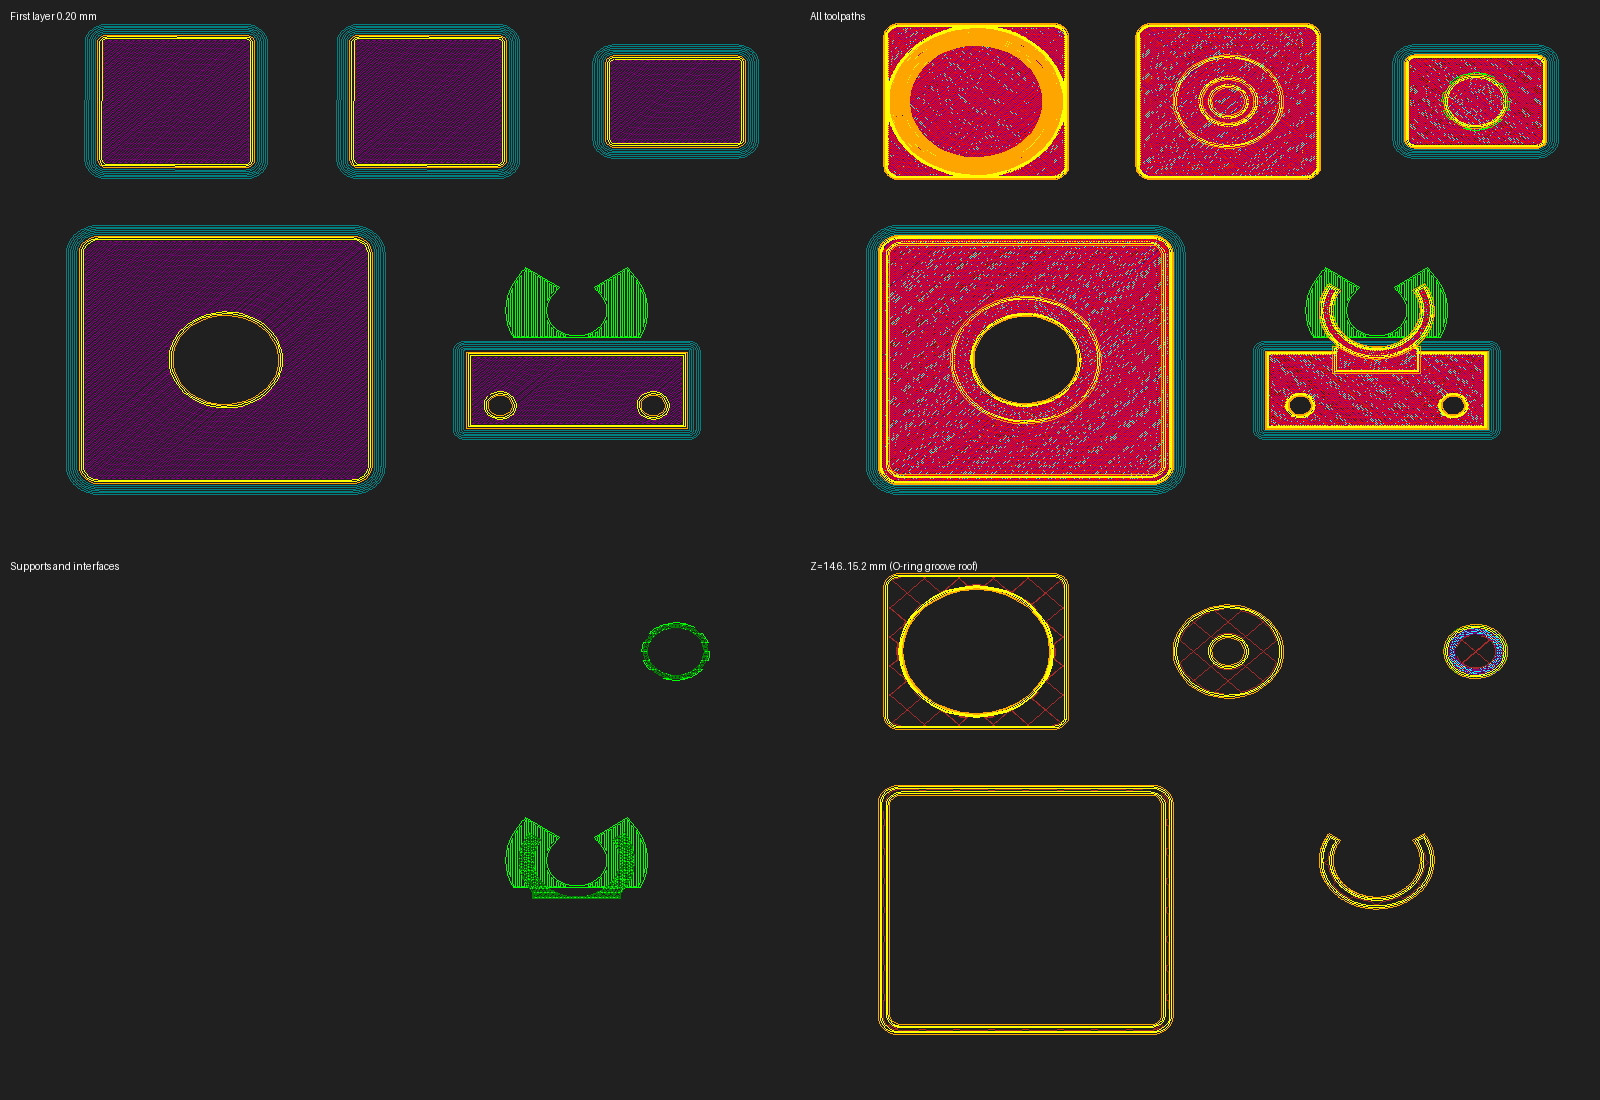 First layer 0.20 mm
All toolpaths
Supports and interfaces
Z=14.6..15.2 mm (O-ring groove roof)